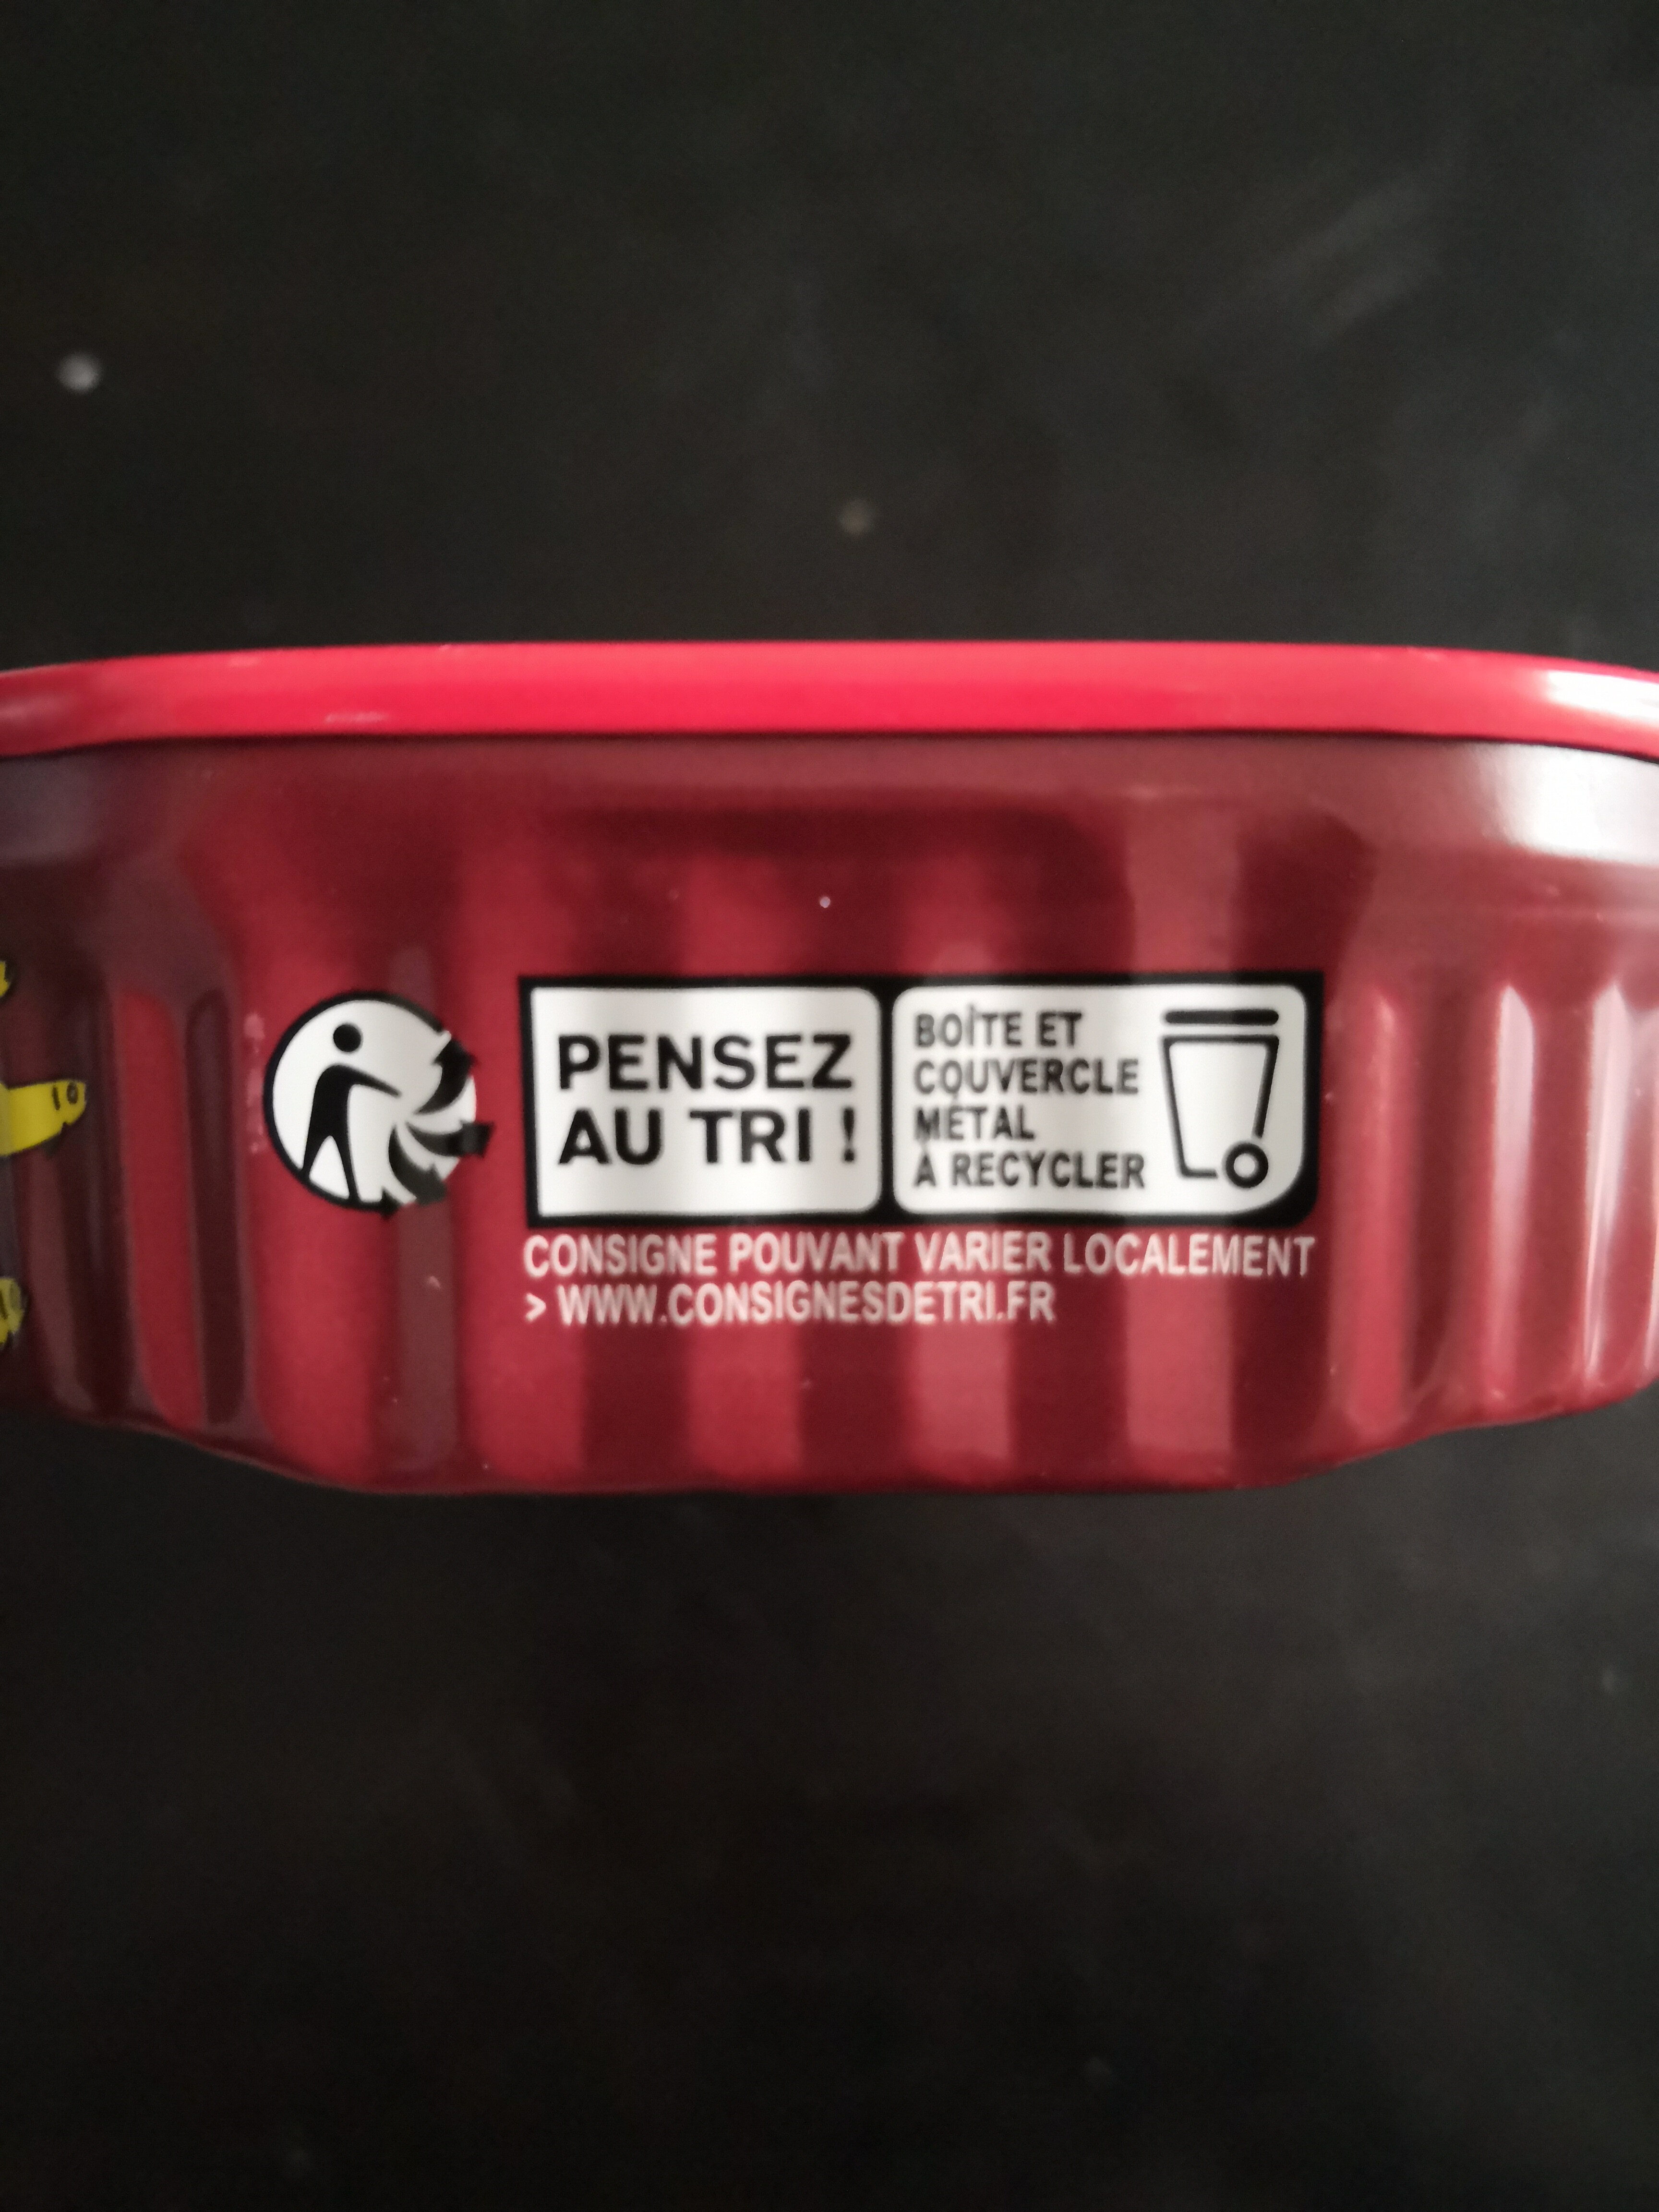 PENSEZ
AU TRI !
BOÎTE ET
COUVERCLE
MÉTAL
À RECYCLER
CONSIGNE POUVANT VARIER LOCALEMENT
> WWW.CONSIGNESDETRI.FR